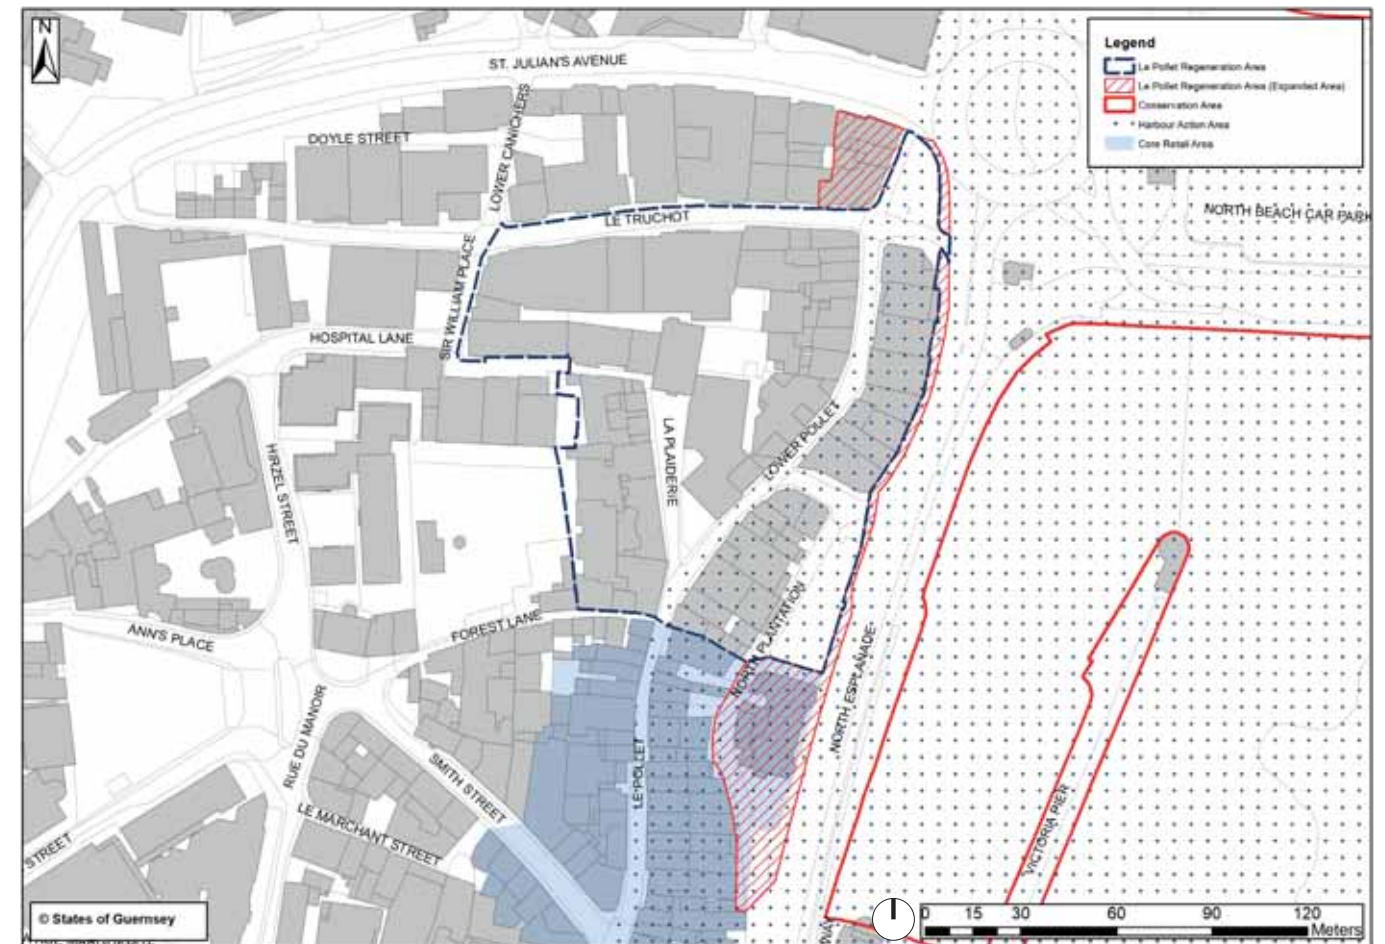 N
ST. JULIAN'S AVENUE
Legend
Le Pollet Regeneration Area
Le Pollet Regeneration Area (Expanded Area)
Conservation Area
Harbour Action Area
Core Retail Area
DOYLE STREET
LOWER CANICHERS
LE TRUCHOT
NORTH BEACH CAR PARK
SIR WILLIAM PLACE
HOSPITAL LANE
LA PLAIDERIE
LOWER POLLET
HIRZEL STREET
NORTH PLANTATION
ANN'S PLACE
FOREST LANE
NORTH ESPLANADE
RUE DU MANOIR
LE POLLET
SMITH STREET
LE MARCHANT STREET
VICTORIA PIER
STREET
© States of Guernsey
0 15 30 60 90 120
Meters